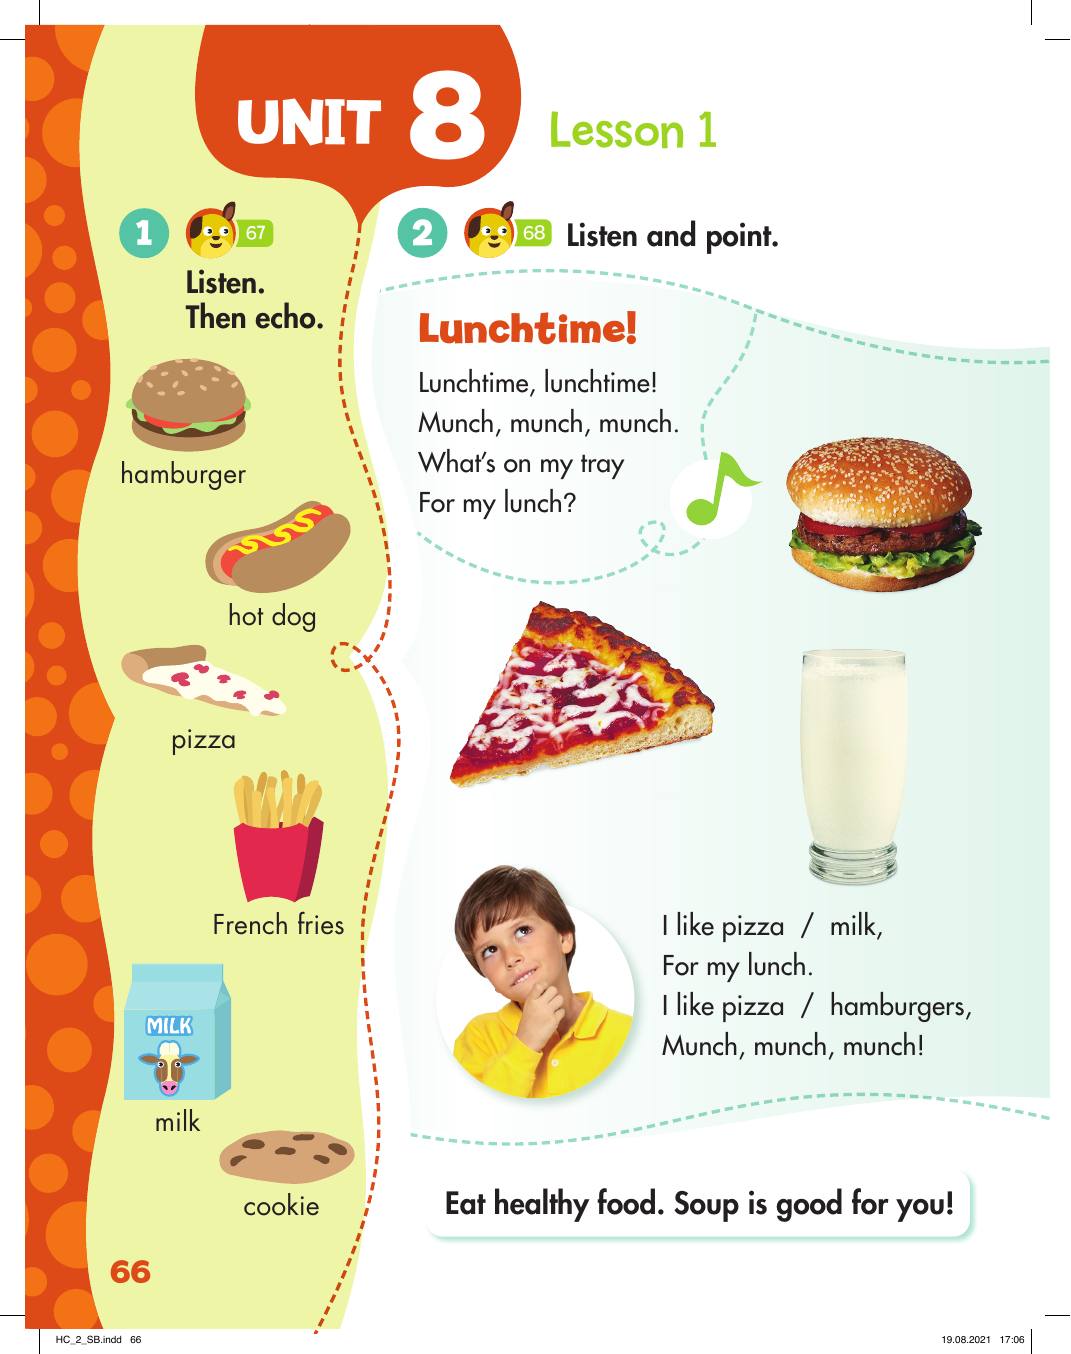 UNIT 8
Lesson 1
1
67
Listen.
Then echo.
hamburger
hot dog
pizza
French fries
MILK
milk
cookie
2
68
Listen and point.
Lunchtime!
Lunchtime, lunchtime!
Munch, munch, munch.
What's on my tray
For my lunch?
I like pizza / milk,
For my lunch.
I like pizza / hamburgers,
Munch, munch, munch!
Eat healthy food. Soup is good for you!
66
HC_2_SB.indd 66
19.08.2021 17:06